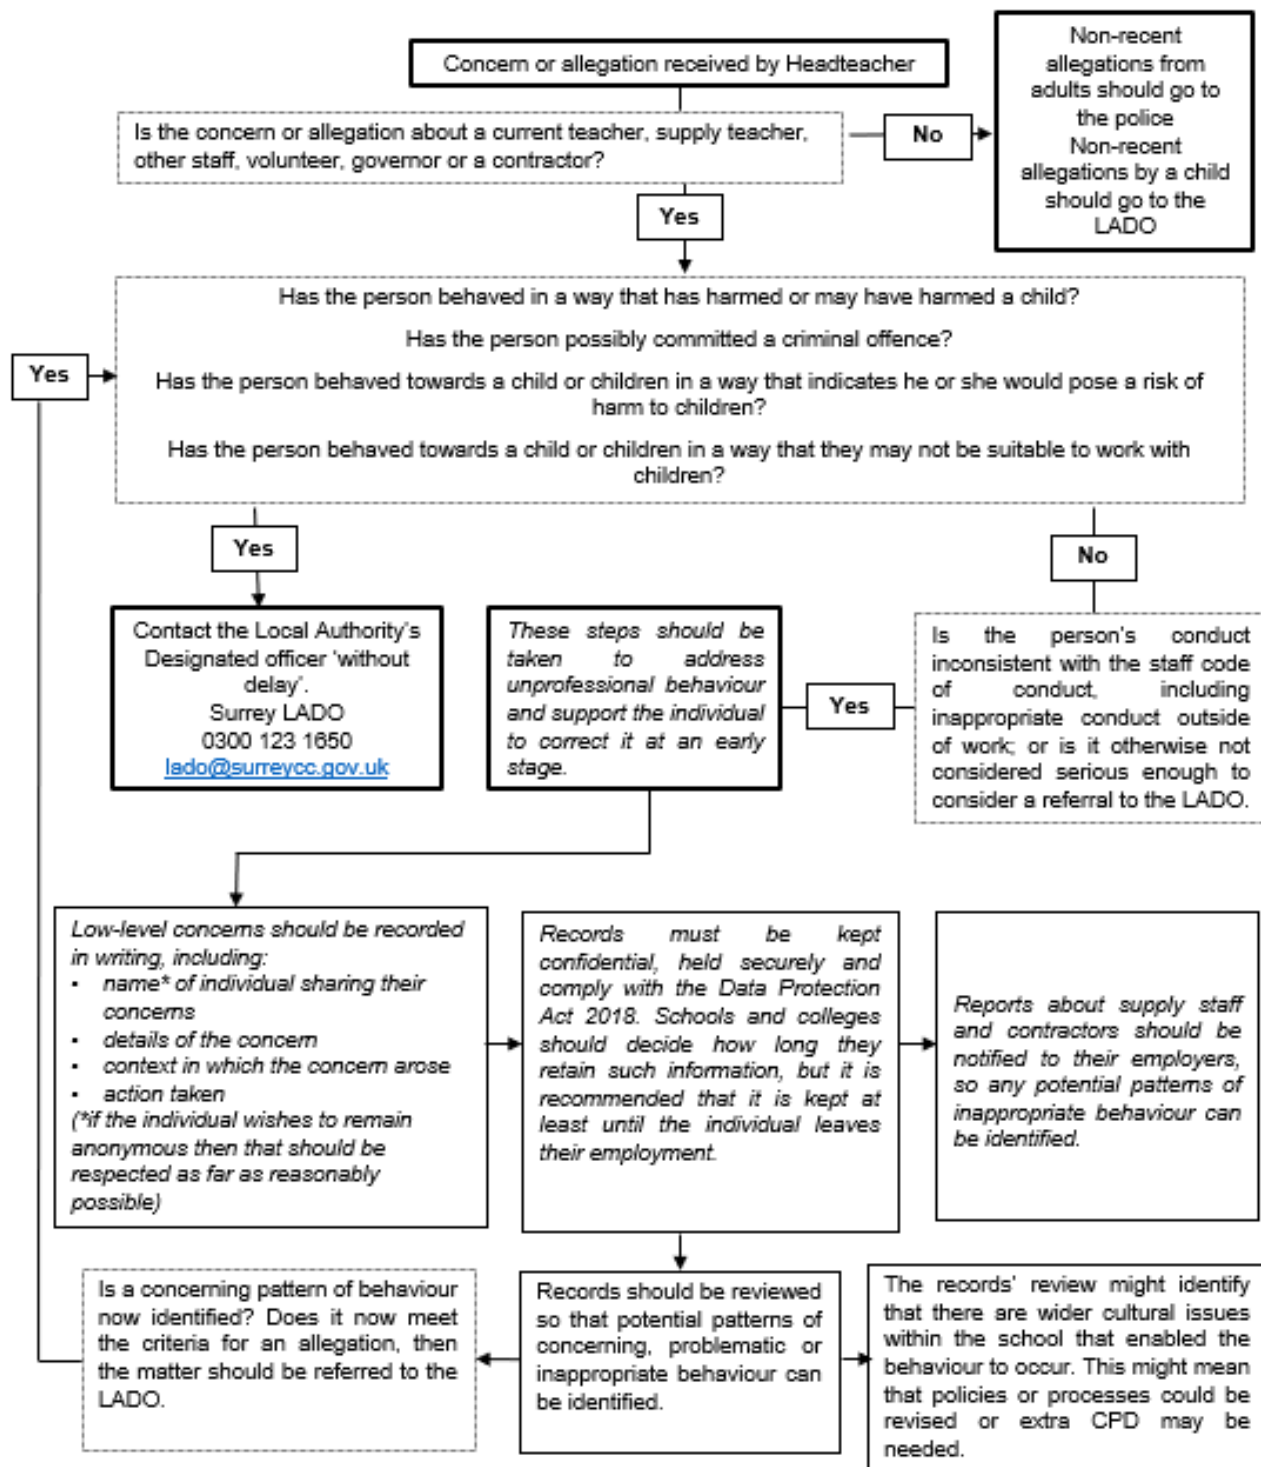 Concern or allegation received by Headteacher
Non-recent
allegations from
adults should go to
the police
Non-recent
allegations by a child
should go to the
LADO
Is the concern or allegation about a current teacher, supply teacher,
other staff, volunteer, governor or a contractor?
No
Yes
Has the person behaved in a way that has harmed or may have harmed a child?
Has the person possibly committed a criminal offence?
Has the person behaved towards a child or children in a way that indicates he or she would pose a risk of
harm to children?
Has the person behaved towards a child or children in a way that they may not be suitable to work with
children?
Yes
Yes
No
Contact the Local Authority's
Designated officer 'without
delay'.
Surrey LADO
0300 123 1650
lado@surreycc.gov.uk
These steps should be
taken to address
unprofessional behaviour
and support the individual
to correct it at an early
stage.
Yes
Is the person's conduct
inconsistent with the staff code
of conduct, including
inappropriate conduct outside
of work; or is it otherwise not
considered serious enough to
consider a referral to the LADO.
Low-level concerns should be recorded
in writing, including:
▪ name* of individual sharing their
concerns
▪ details of the concern
▪ context in which the concern arose
▪ action taken
(*if the individual wishes to remain
anonymous then that should be
respected as far as reasonably
possible)
Records must be kept
confidential, held securely and
comply with the Data Protection
Act 2018. Schools and colleges
should decide how long they
retain such information, but it is
recommended that it is kept at
least until the individual leaves
their employment.
Reports about supply staff
and contractors should be
notified to their employers,
so any potential patterns of
inappropriate behaviour can
be identified.
Is a concerning pattern of behaviour
now identified? Does it now meet
the criteria for an allegation, then
the matter should be referred to the
LADO.
Records should be reviewed
so that potential patterns of
concerning, problematic or
inappropriate behaviour can
be identified.
The records' review might identify
that there are wider cultural issues
within the school that enabled the
behaviour to occur. This might mean
that policies or processes could be
revised or extra CPD may be
needed.